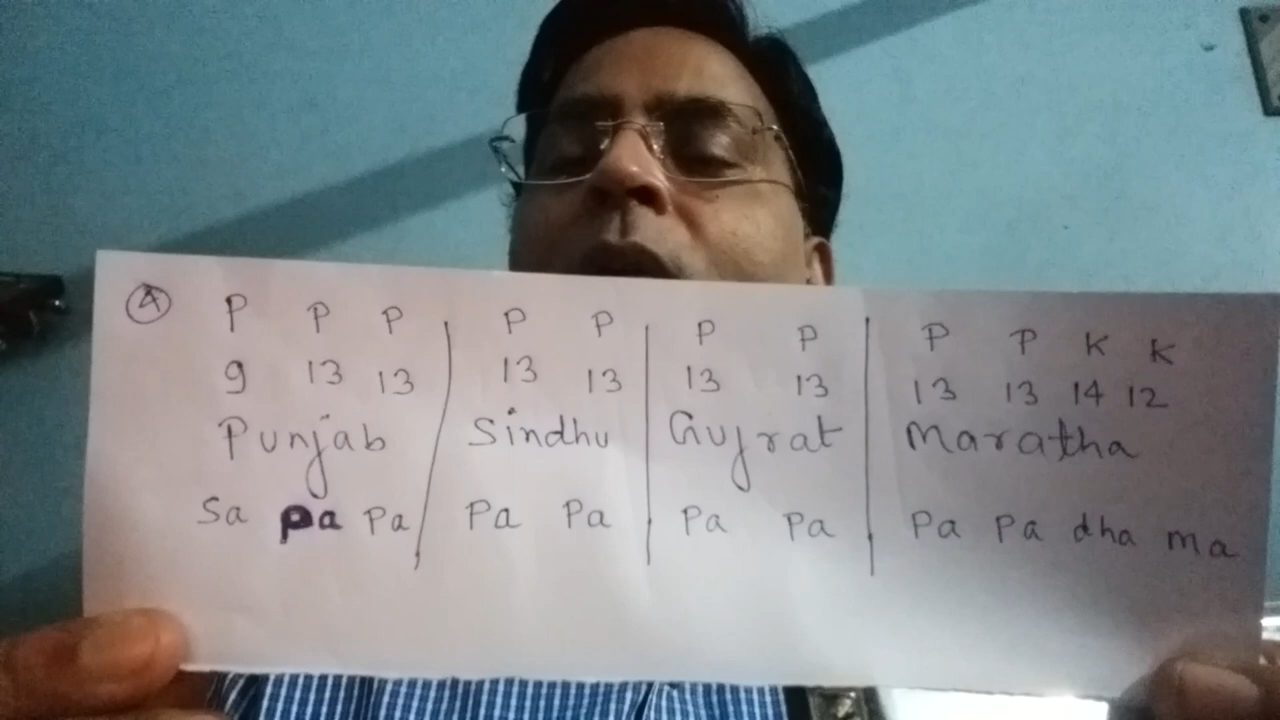 4 P P P | P P | P P | P P K K
9 13 13 | 13 13 | 13 13 | 13 13 14 12
Punjab | Sindhu | Gujrat | Maratha
Sa Pa Pa | Pa Pa | Pa Pa | Pa Pa dha ma